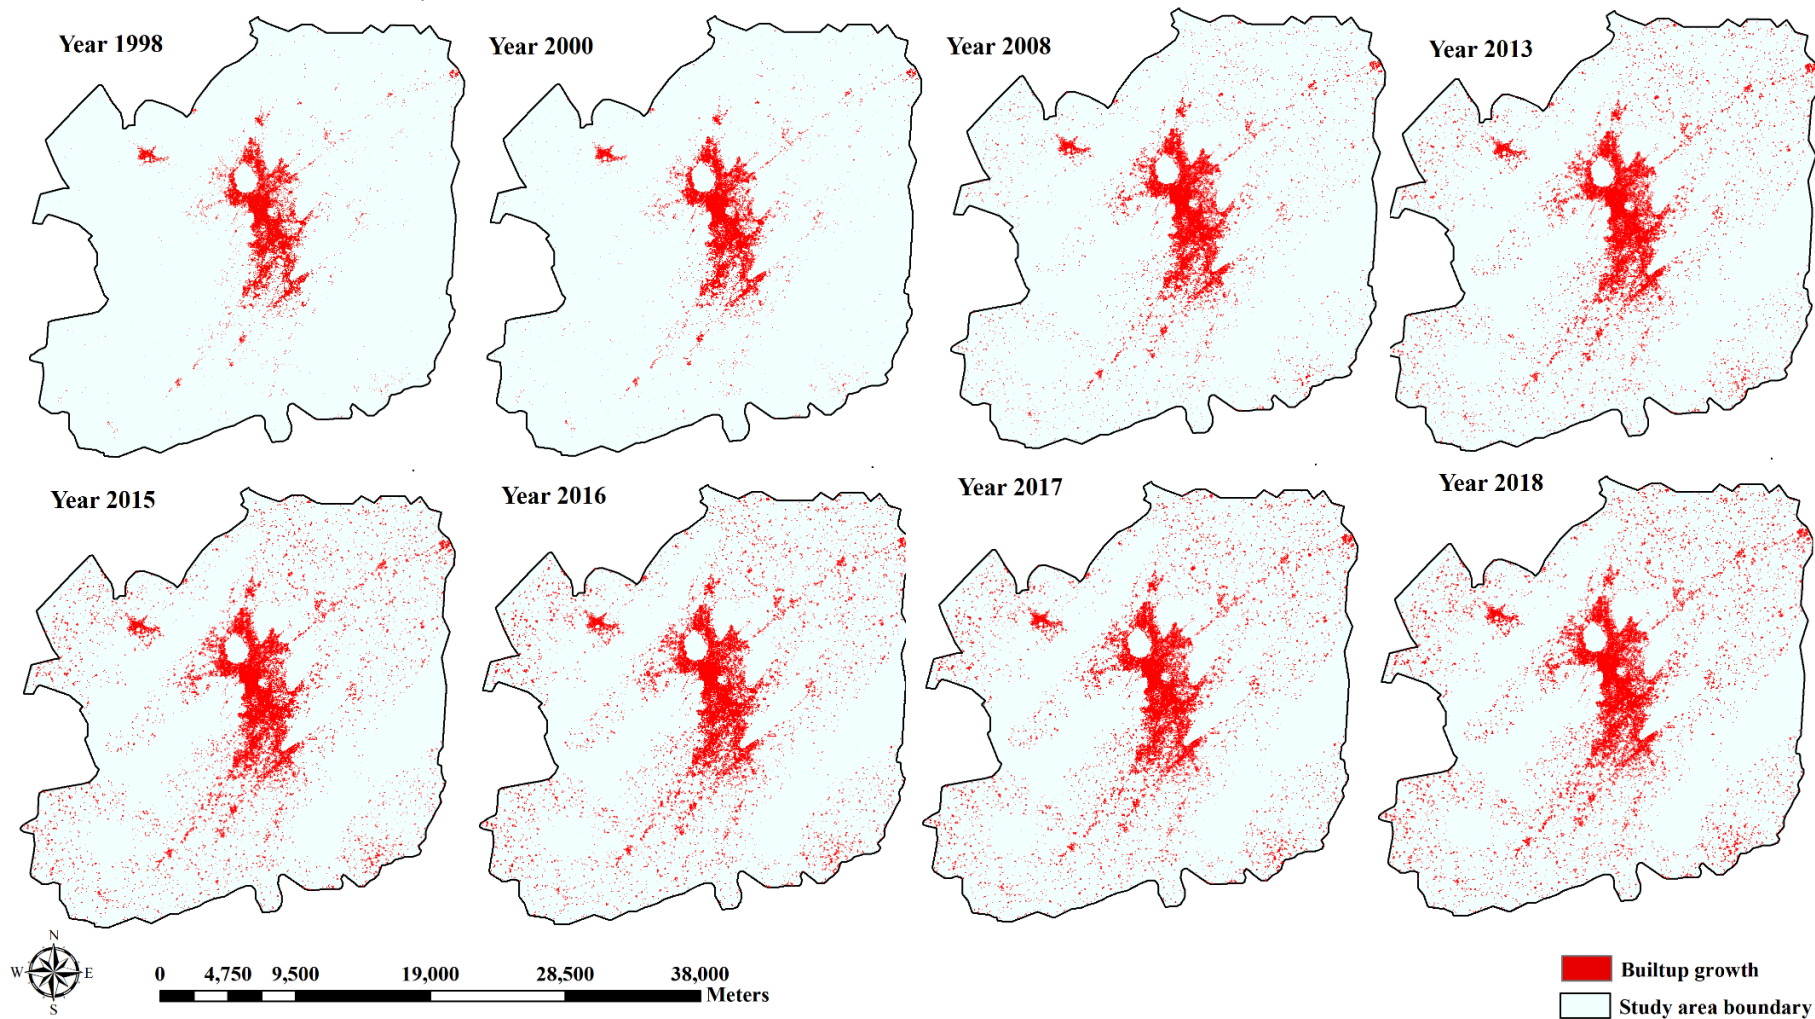 Year 1998
Year 2000
Year 2008
Year 2013
Year 2015
Year 2016
Year 2017
Year 2018
N
W E
S
0 4,750 9,500 19,000 28,500 38,000
Meters
Builtup growth
Study area boundary